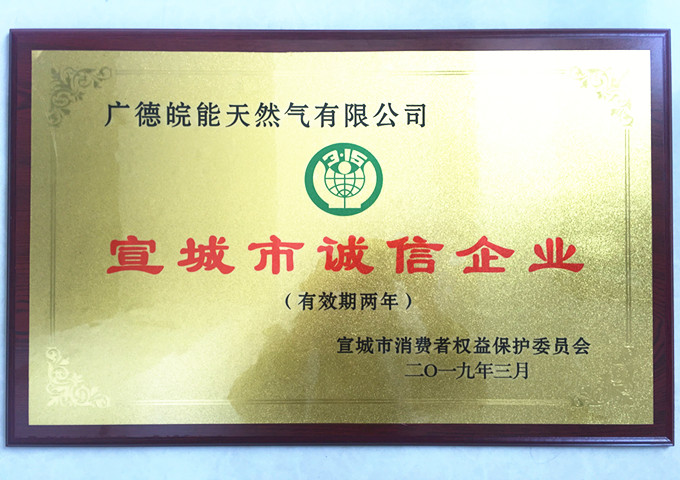 广德皖能天然气有限公司
3·15
宣城市诚信企业
（有效期两年）
宣城市消费者权益保护委员会
二〇一九年三月